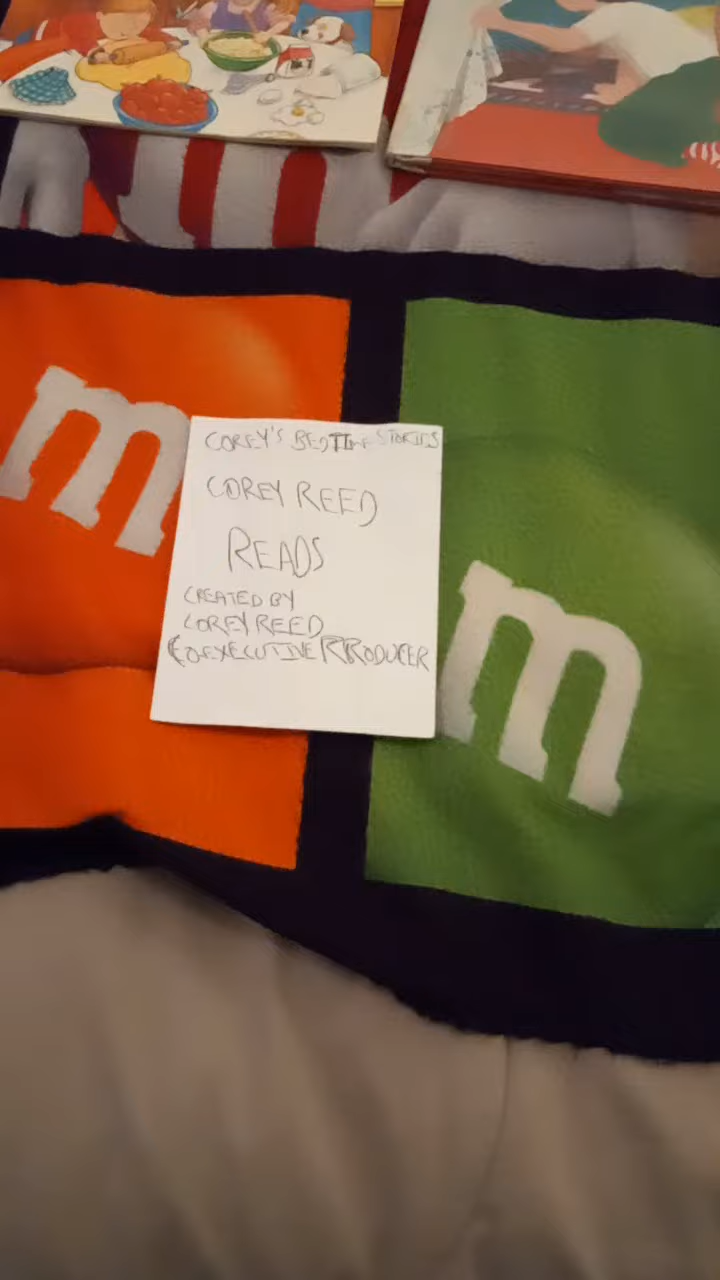 COREY'S BEDTIME STORIES
COREY REED
READS
CREATED BY
COREY REED
CO-EXECUTIVE PRODUCER
m
m